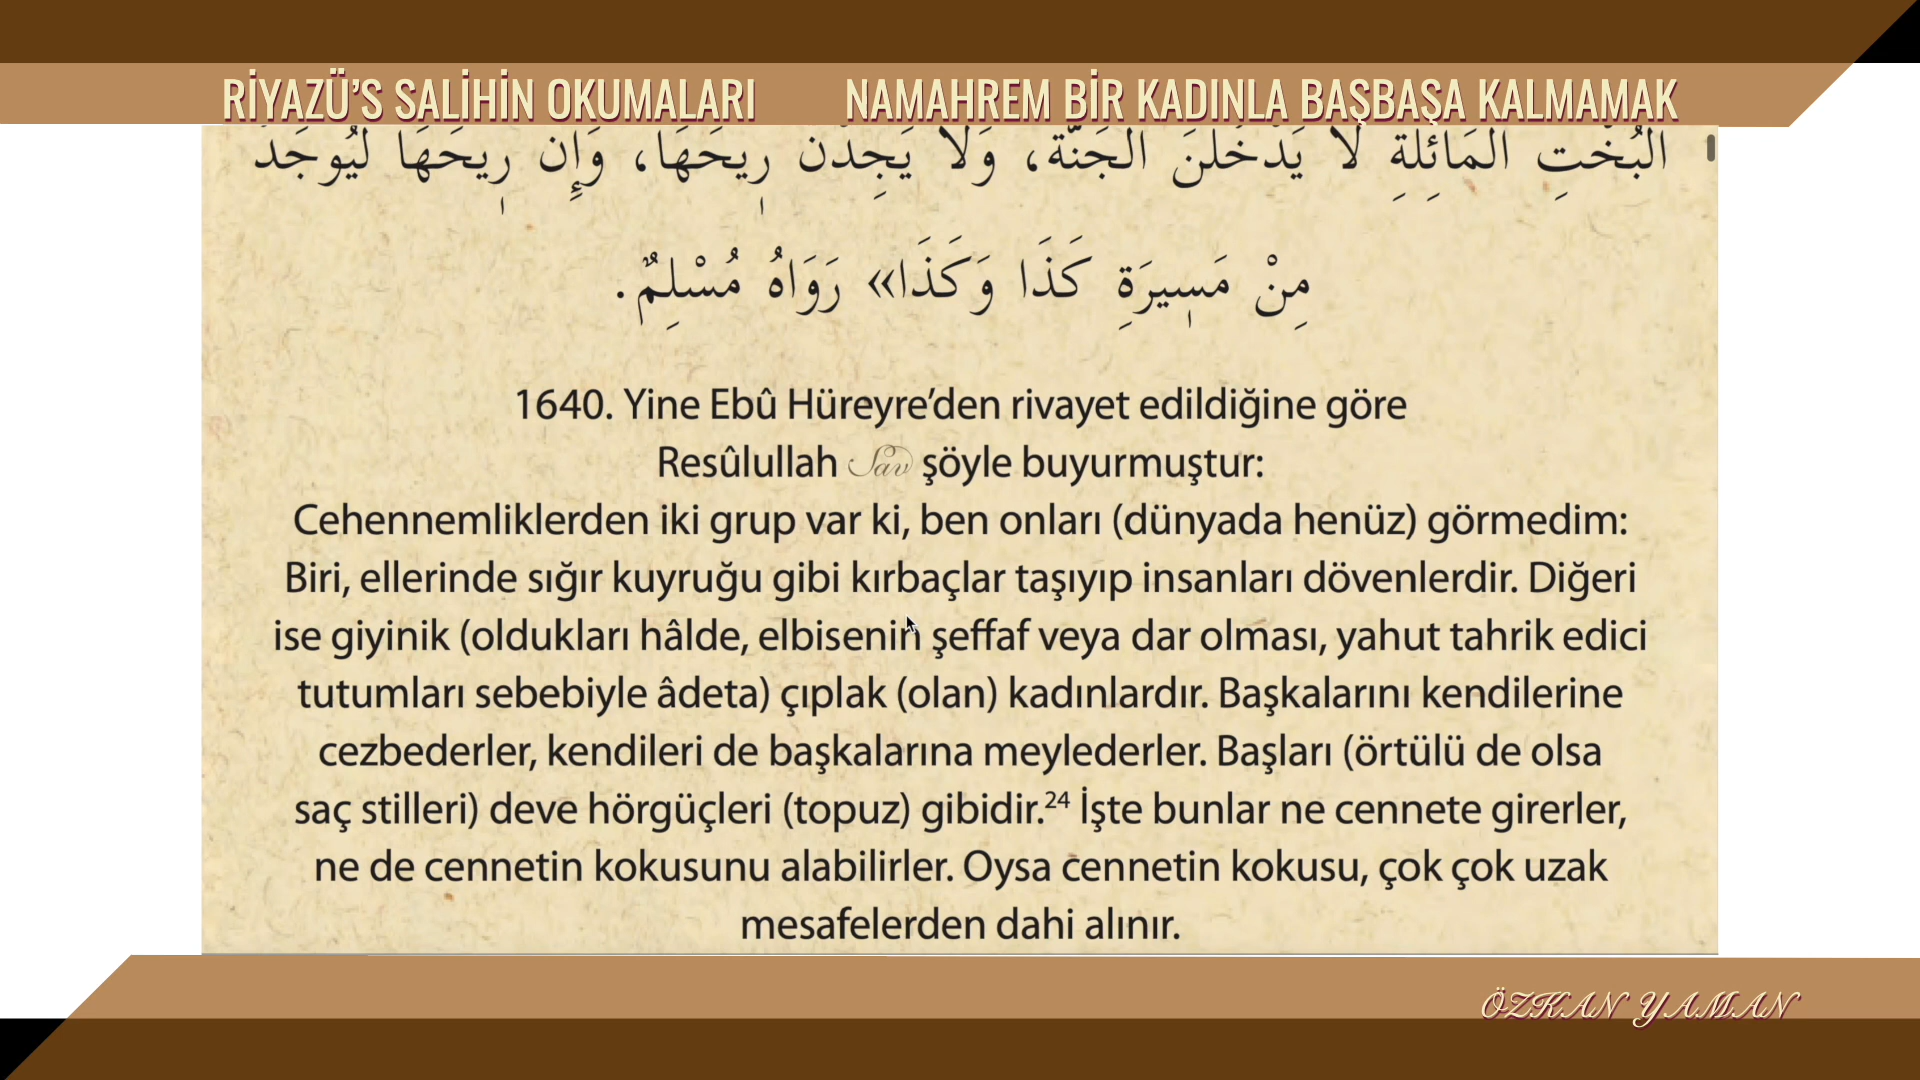 RİYAZÜ'S SALİHİN OKUMALARI NAMAHREM BİR KADINLA BAŞBAŞA KALMAMAK
الْبُخْتِ الْمَائِلَةِ لَا يَدْخُلْنَ الْجَنَّةَ، وَلَا يَجِدْنَ رِيحَهَا، وَإِن رِيحَهَا لَيُوجَدُ
مِنْ مَسِيرَةِ كَذَا وَكَذَا» رَوَاهُ مُسْلِمٌ.
1640. Yine Ebû Hüreyre'den rivayet edildiğine göre
Resûlullah Sav şöyle buyurmuştur:
Cehennemliklerden iki grup var ki, ben onları (dünyada henüz) görmedim:
Biri, ellerinde sığır kuyruğu gibi kırbaçlar taşıyıp insanları dövenlerdir. Diğeri
ise giyinik (oldukları hâlde, elbisenin şeffaf veya dar olması, yahut tahrik edici
tutumları sebebiyle âdeta) çıplak (olan) kadınlardır. Başkalarını kendilerine
cezbederler, kendileri de başkalarına meylederler. Başları (örtülü de olsa
saç stilleri) deve hörgüçleri (topuz) gibidir.24 İşte bunlar ne cennete girerler,
ne de cennetin kokusunu alabilirler. Oysa cennetin kokusu, çok çok uzak
mesafelerden dahi alınır.
ÖZKAN YAMAN